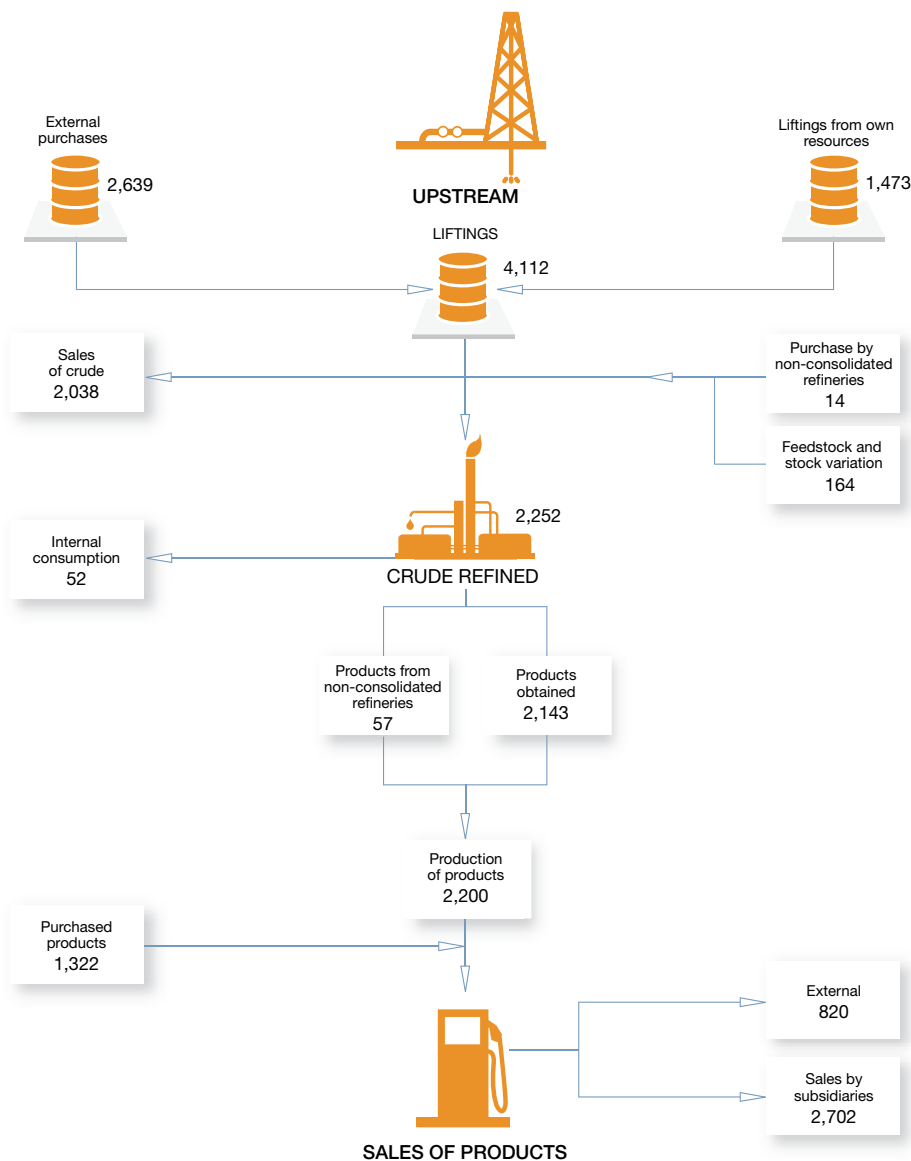 External
purchases
2,639
UPSTREAM
Liftings from own
resources
1,473
LIFTINGS
4,112
Sales
of crude
2,038
Purchase by
non-consolidated
refineries
14
Feedstock and
stock variation
164
2,252
CRUDE REFINED
Internal
consumption
52
Products from
non-consolidated
refineries
57
Products
obtained
2,143
Production
of products
2,200
Purchased
products
1,322
External
820
Sales by
subsidiaries
2,702
SALES OF PRODUCTS